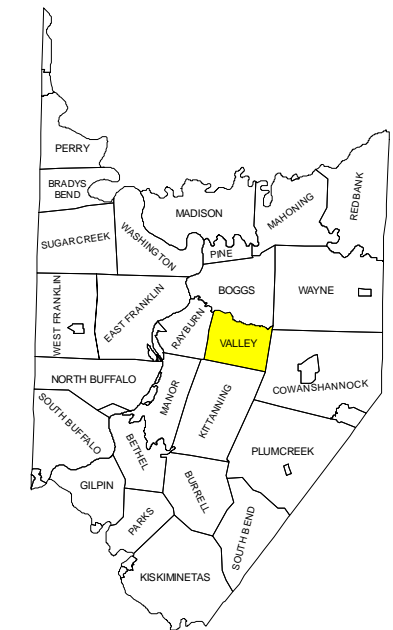 PERRY
BRADYS
BEND
MADISON
MAHONING
REDBANK
SUGARCREEK
WASHINGTON
PINE
WEST FRANKLIN
EAST FRANKLIN
BOGGS
WAYNE
RAYBURN
VALLEY
NORTH BUFFALO
MANOR
KITTANNING
COWANSHANNOCK
SOUTH BUFFALO
BETHEL
PLUMCREEK
GILPIN
BURRELL
PARKS
SOUTH BEND
KISKIMINETAS